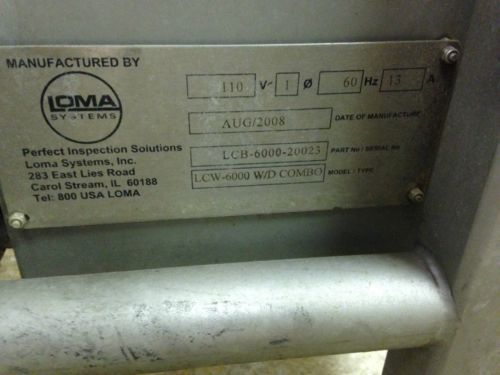 MANUFACTURED BY
LOMA
SYSTEMS
Perfect Inspection Solutions
Loma Systems, Inc.
283 East Lies Road
Carol Stream, IL 60188
Tel: 800 USA LOMA
110 V~ 1 Ø 60 Hz 13 A
AUG/2008 DATE OF MANUFACTURE
LCB-6000-20023 PART No / SERIAL No
LCW-6000 W/D COMBO MODEL / TYPE